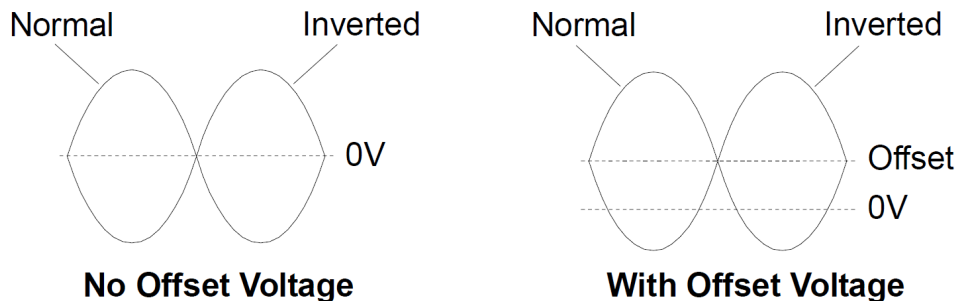 Normal Inverted
0V
No Offset Voltage
Normal Inverted
Offset
0V
With Offset Voltage